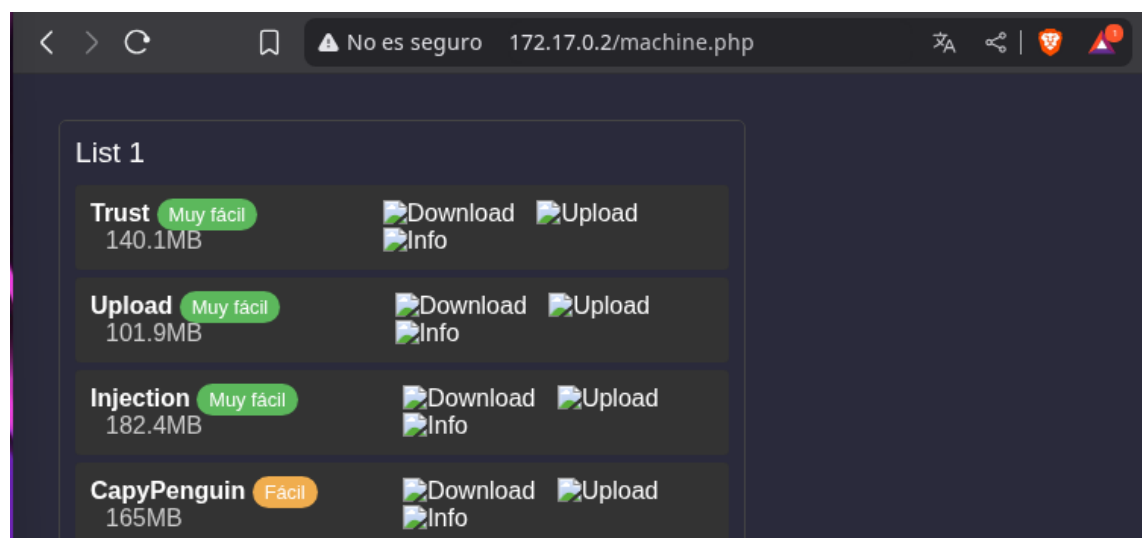 No es seguro 172.17.0.2/machine.php
1
List 1
Trust Muy fácil
140.1MB
Download Upload
Info
Upload Muy fácil
101.9MB
Download Upload
Info
Injection Muy fácil
182.4MB
Download Upload
Info
CapyPenguin Fácil
165MB
Download Upload
Info